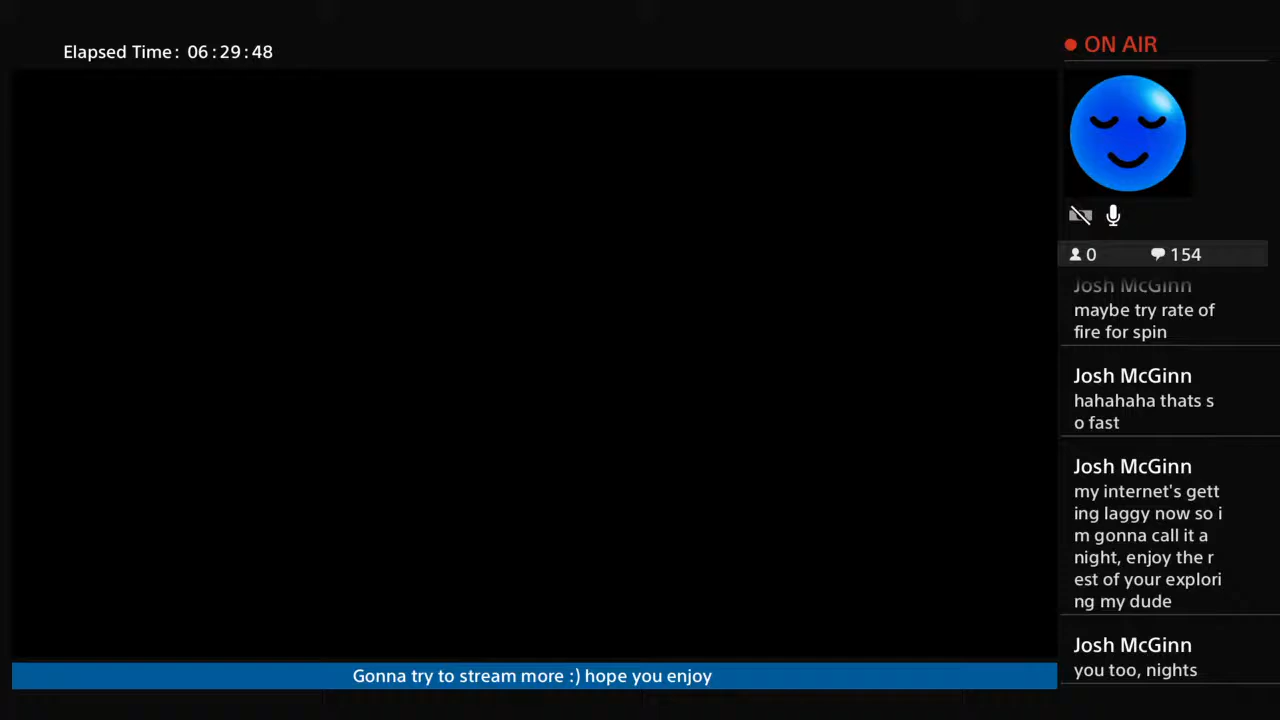 Elapsed Time: 06:29:48
ON AIR
0 154
Josh McGinn
maybe try rate of
fire for spin
Josh McGinn
hahahaha thats s
o fast
Josh McGinn
my internet's gett
ing laggy now so i
m gonna call it a
night, enjoy the r
est of your explori
ng my dude
Josh McGinn
you too, nights
Gonna try to stream more :) hope you enjoy